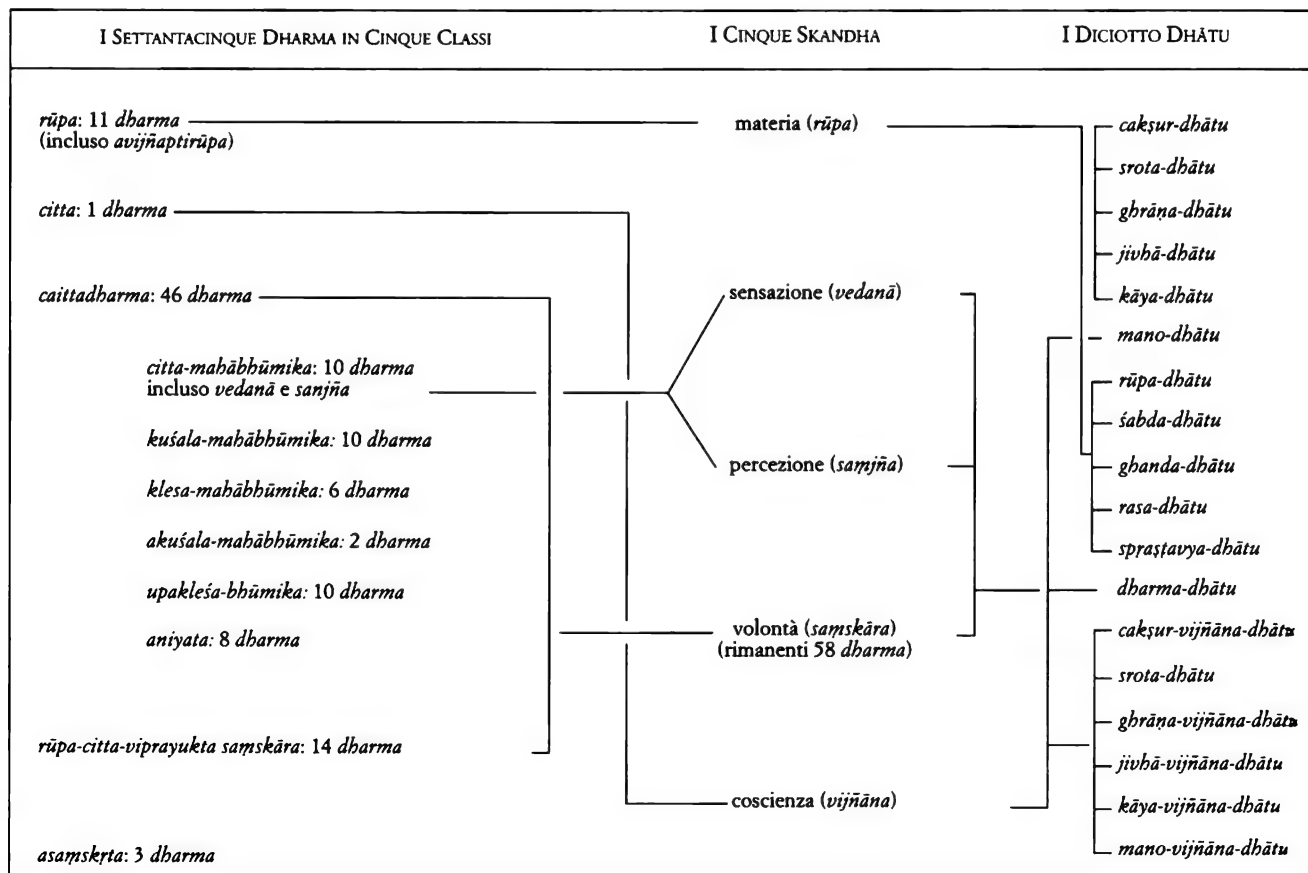 I SETTANTACINQUE DHARMA IN CINQUE CLASSI
I CINQUE SKANDHA
I DICIOTTO DHĀTU
rūpa: 11 dharma
(incluso avijñaptirūpa)
citta: 1 dharma
caittadharma: 46 dharma
citta-mahābhūmika: 10 dharma
incluso vedanā e sanjña
kuśala-mahābhūmika: 10 dharma
klesa-mahābhūmika: 6 dharma
akuśala-mahābhūmika: 2 dharma
upakleśa-bhūmika: 10 dharma
aniyata: 8 dharma
rūpa-citta-viprayukta saṃskāra: 14 dharma
asaṃskṛta: 3 dharma
materia (rūpa)
sensazione (vedanā)
percezione (saṃjña)
volontà (saṃskāra)
(rimanenti 58 dharma)
coscienza (vijñāna)
cakṣur-dhātu
srota-dhātu
ghrāṇa-dhātu
jivhā-dhātu
kāya-dhātu
mano-dhātu
rūpa-dhātu
śabda-dhātu
ghanda-dhātu
rasa-dhātu
spraṣṭavya-dhātu
dharma-dhātu
cakṣur-vijñāna-dhātu
srota-dhātu
ghrāṇa-vijñāna-dhātu
jivhā-vijñāna-dhātu
kāya-vijñāna-dhātu
mano-vijñāna-dhātu